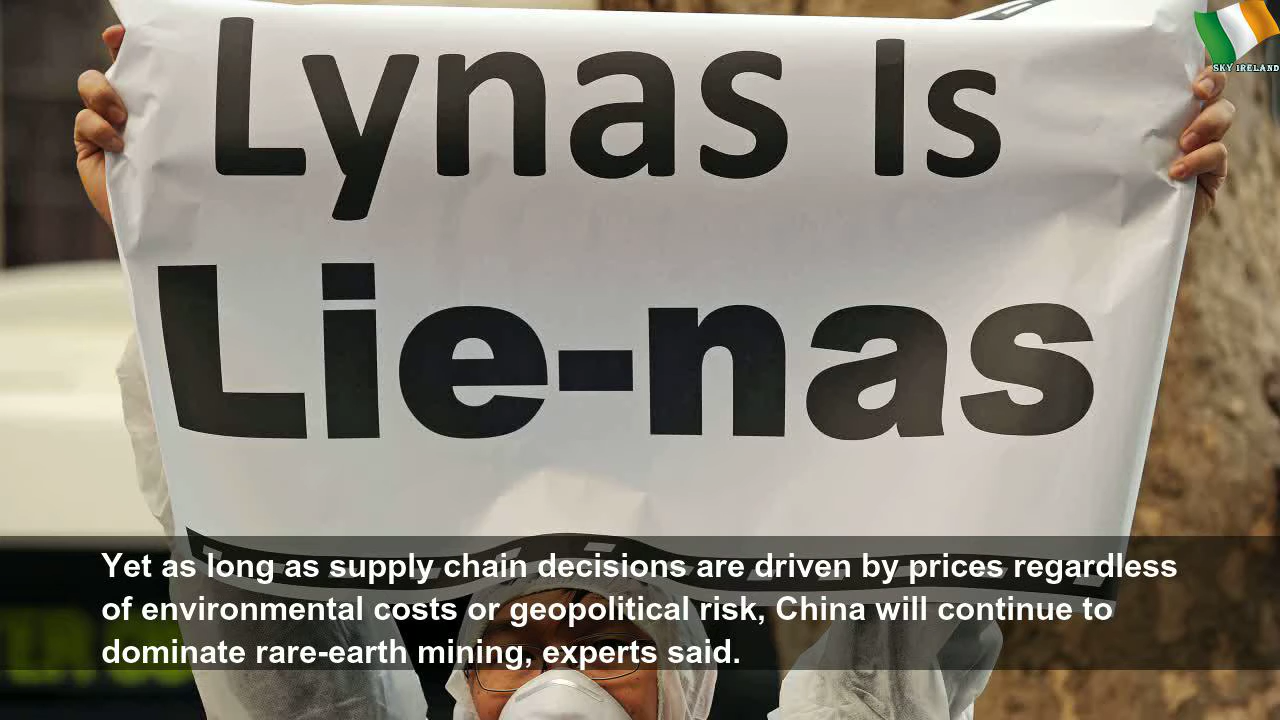 Lynas Is
Lie-nas
SKY IRELAND
Yet as long as supply chain decisions are driven by prices regardless
of environmental costs or geopolitical risk, China will continue to
dominate rare-earth mining, experts said.